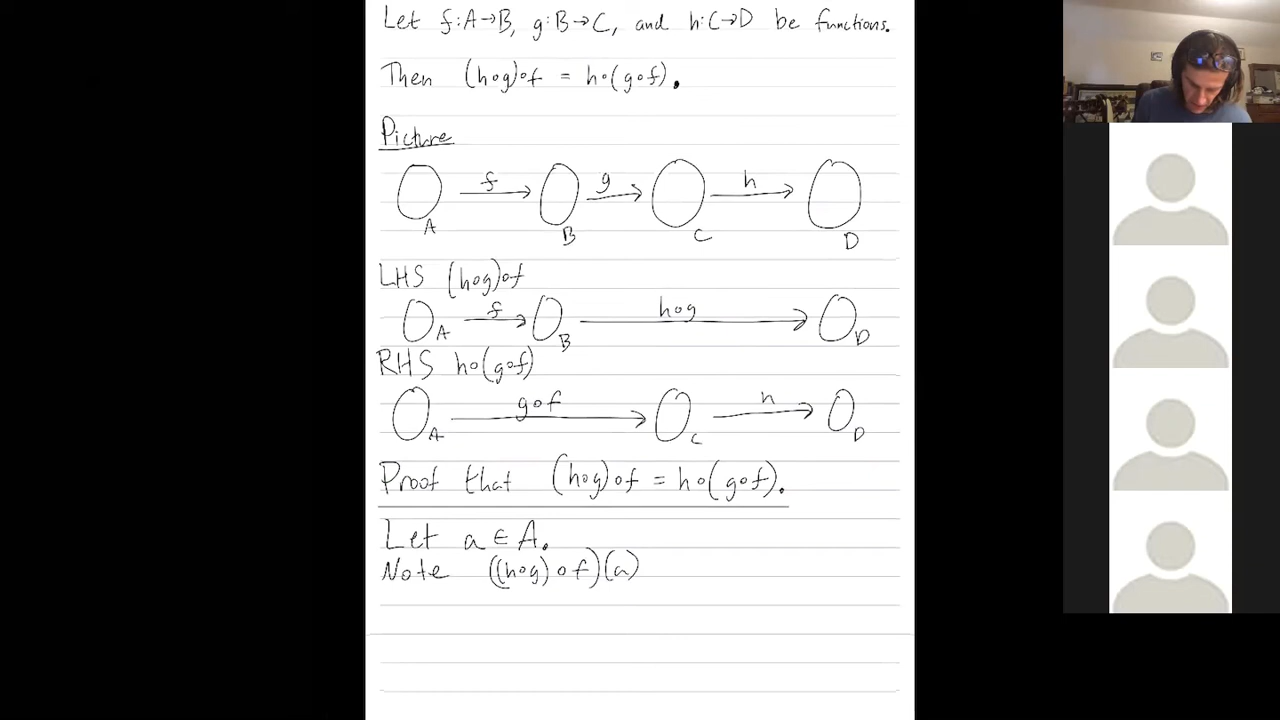 Let f:A→B, g:B→C, and h:C→D be functions.
Then (h∘g)∘f = h∘(g∘f).
Picture
f g h
A B C D
LHS (h∘g)∘f
f h∘g
A B D
RHS h∘(g∘f)
g∘f h
A C D
Proof that (h∘g)∘f = h∘(g∘f).
Let a ∈ A.
Note ((h∘g)∘f)(a)